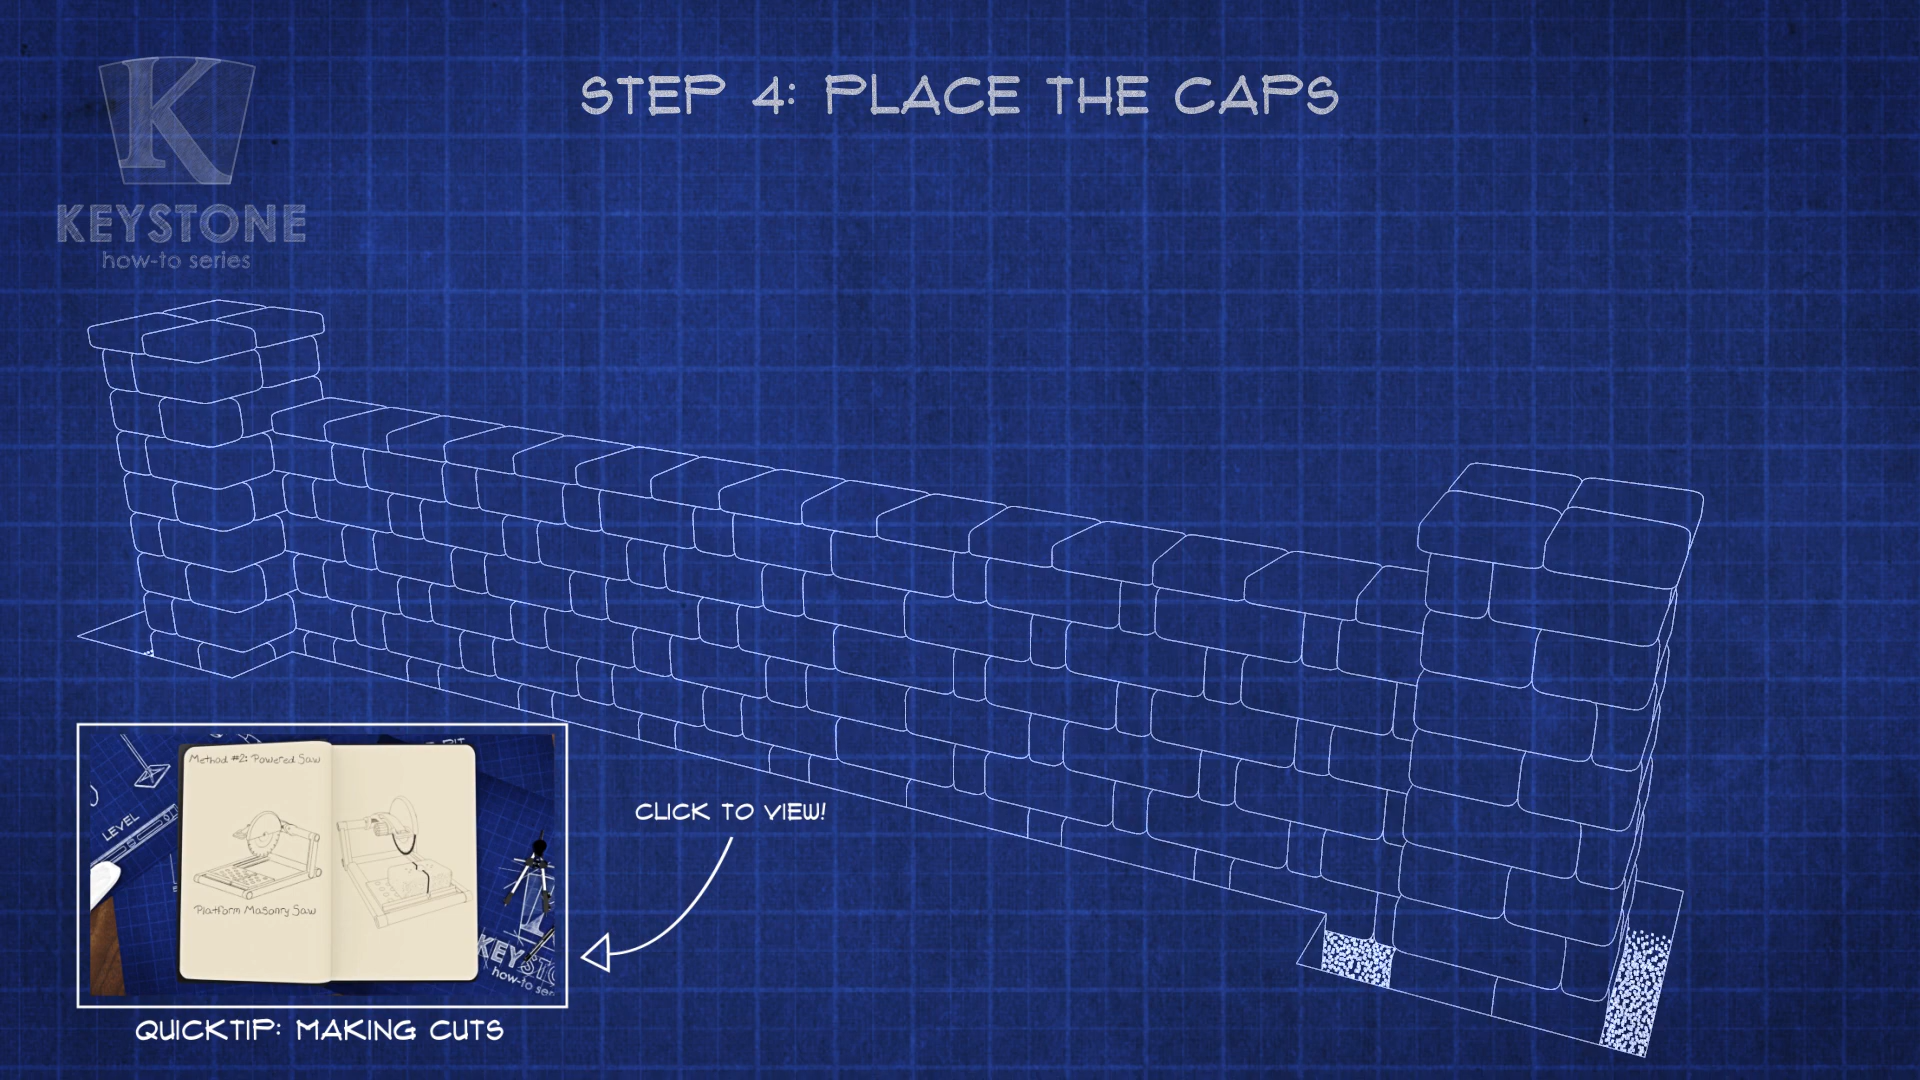 STEP 4: PLACE THE CAPS
K
KEYSTONE
how-to series
Method #2: Powered Saw
LEVEL
Platform Masonry Saw
CLICK TO VIEW!
QUICKTIP: MAKING CUTS